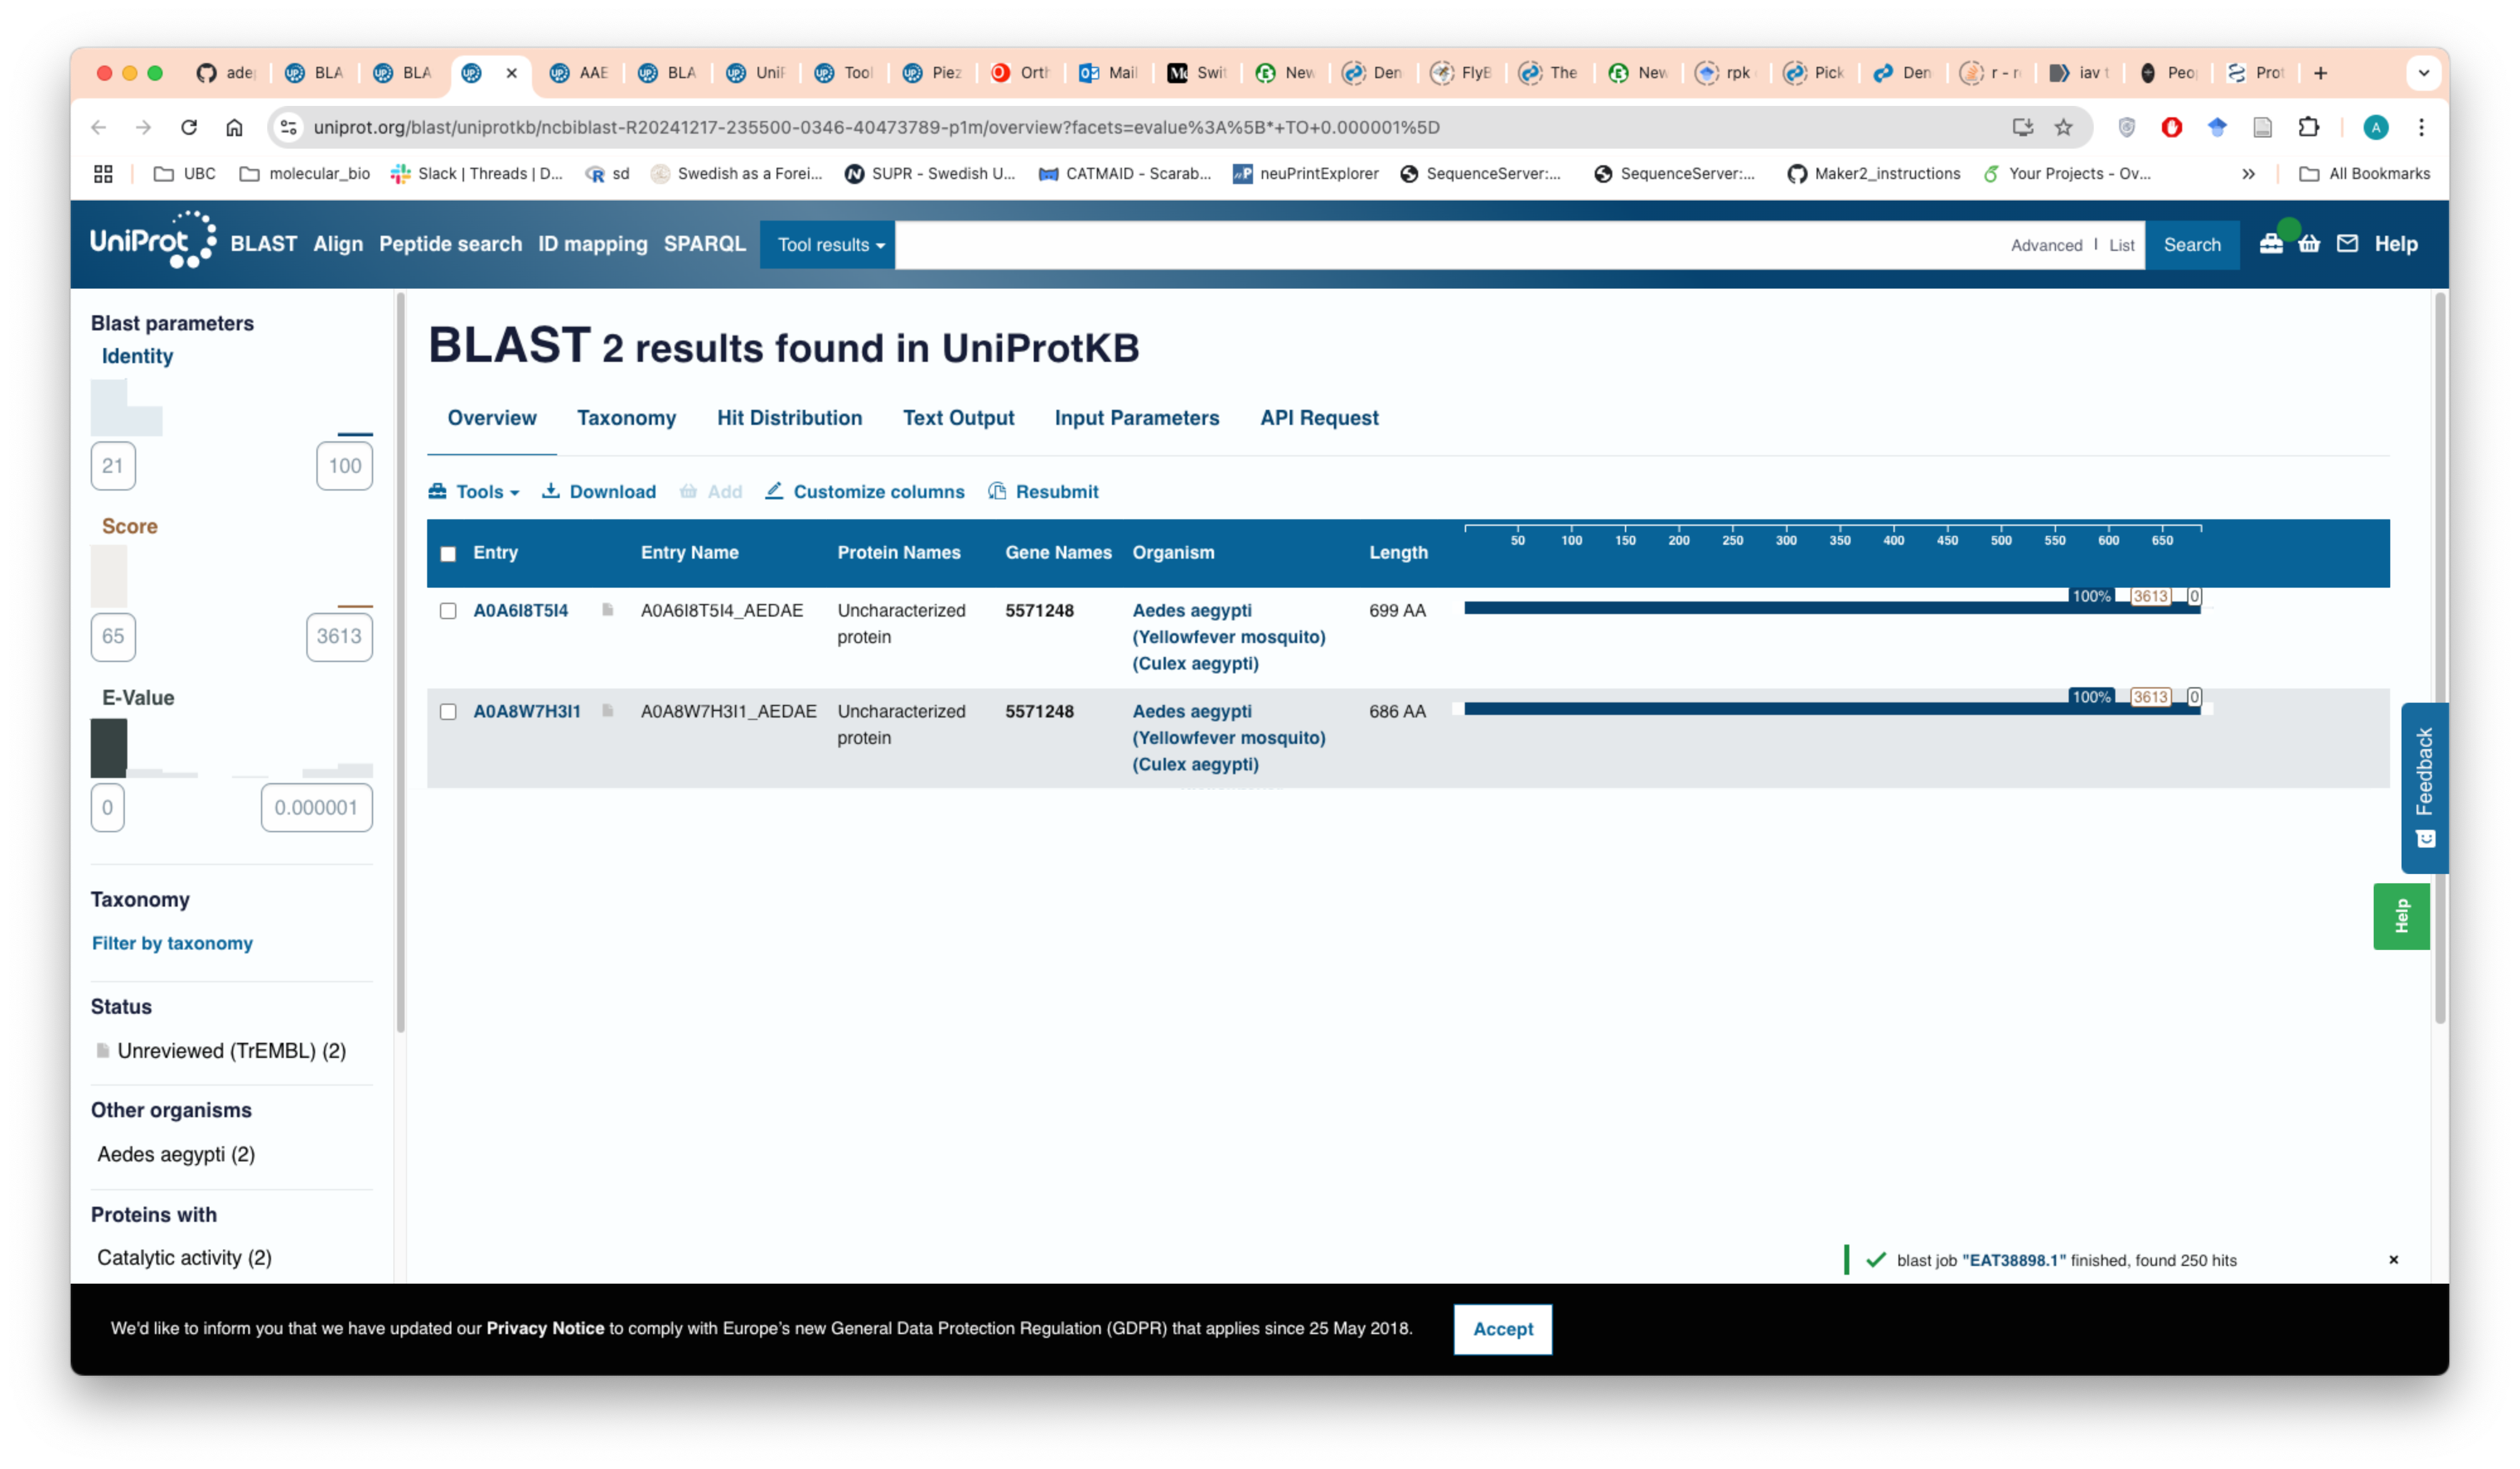 ade BLA BLA AAE BLA UniF Tool Piez Orth Mail Swit New Den FlyB The New rpk Pick Den r - r iav t Peo Prot
uniprot.org/blast/uniprotkb/ncbiblast-R20241217-235500-0346-40473789-p1m/overview?facets=evalue%3A%5B*+TO+0.000001%5D A
UBC molecular_bio Slack | Threads | D... sd Swedish as a Forei... SUPR - Swedish U... CATMAID - Scarab... neuPrintExplorer SequenceServer:... SequenceServer:... Maker2_instructions Your Projects - Ov... » All Bookmarks
UniProt BLAST Align Peptide search ID mapping SPARQL Tool results Advanced | List Search Help
Blast parameters
Identity
21 100
Score
65 3613
E-Value
0 0.000001
Taxonomy
Filter by taxonomy
Status
Unreviewed (TrEMBL) (2)
Other organisms
Aedes aegypti (2)
Proteins with
Catalytic activity (2)
BLAST 2 results found in UniProtKB
Overview Taxonomy Hit Distribution Text Output Input Parameters API Request
Tools Download Add Customize columns Resubmit
Entry Entry Name Protein Names Gene Names Organism Length 50 100 150 200 250 300 350 400 450 500 550 600 650
A0A6I8T5I4 A0A6I8T5I4_AEDAE Uncharacterized 5571248 Aedes aegypti 699 AA 100% 3613 0
protein (Yellowfever mosquito)
(Culex aegypti)
A0A8W7H3I1 A0A8W7H3I1_AEDAE Uncharacterized 5571248 Aedes aegypti 686 AA 100% 3613 0
protein (Yellowfever mosquito)
(Culex aegypti)
Feedback
Help
blast job "EAT38898.1" finished, found 250 hits
We'd like to inform you that we have updated our Privacy Notice to comply with Europe's new General Data Protection Regulation (GDPR) that applies since 25 May 2018. Accept